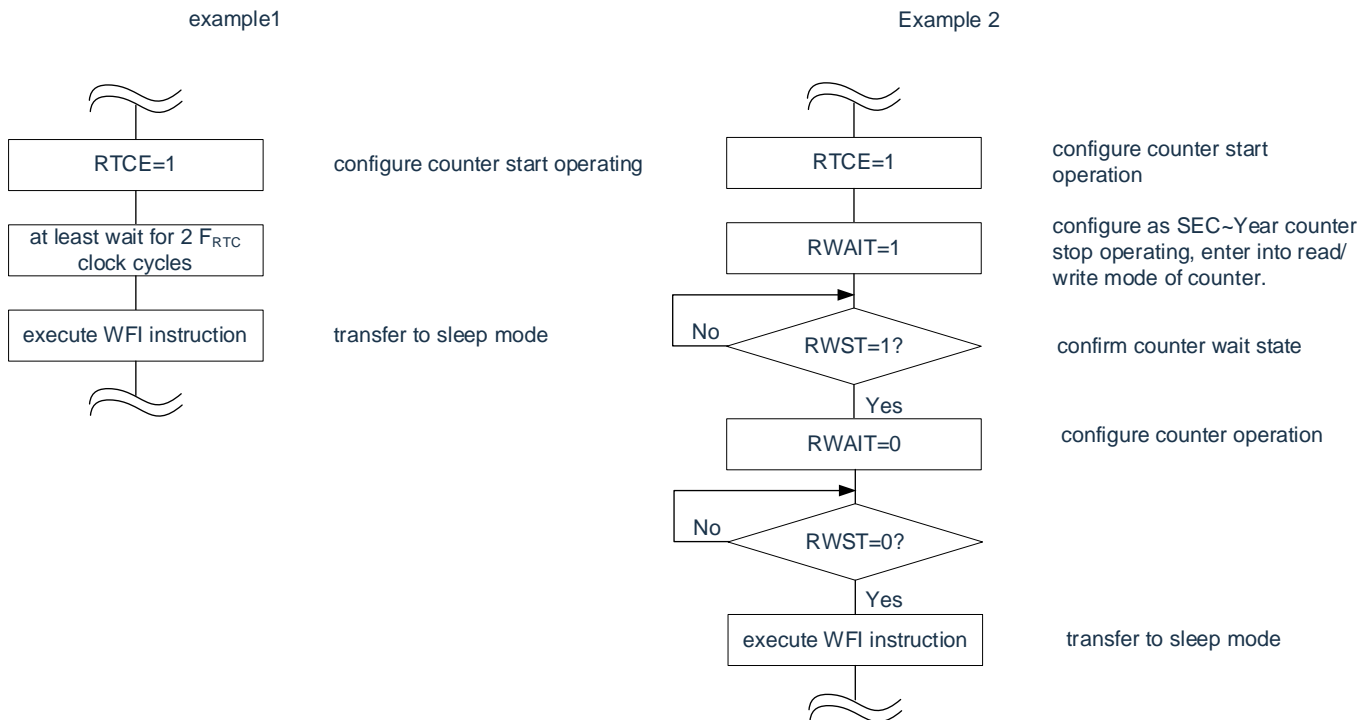 example1
RTCE=1
configure counter start operating
at least wait for 2 FRTC
clock cycles
execute WFI instruction
transfer to sleep mode
Example 2
RTCE=1
configure counter start
operation
RWAIT=1
configure as SEC~Year counter
stop operating, enter into read/
write mode of counter.
No
RWST=1?
confirm counter wait state
Yes
RWAIT=0
configure counter operation
No
RWST=0?
Yes
execute WFI instruction
transfer to sleep mode